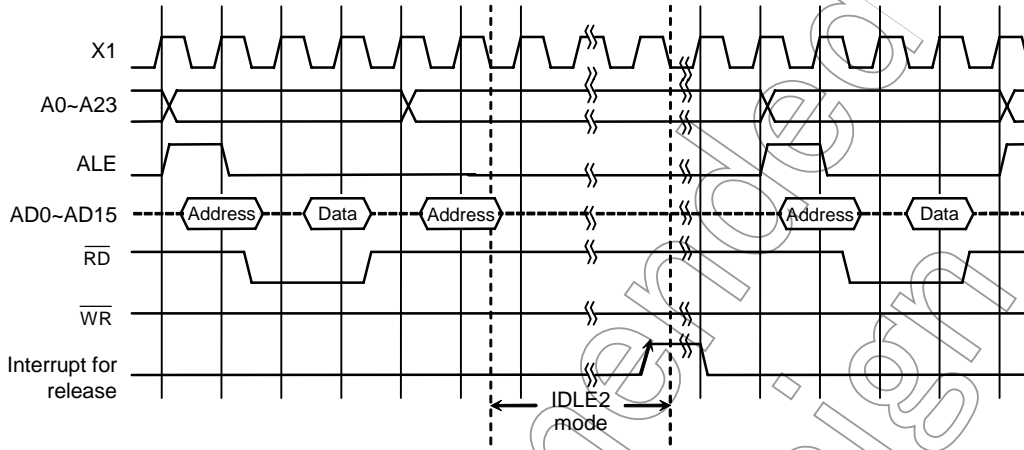 X1
A0~A23
ALE
AD0~AD15 Address Data Address Address Data
RD
WR
Interrupt for
release
IDLE2
mode